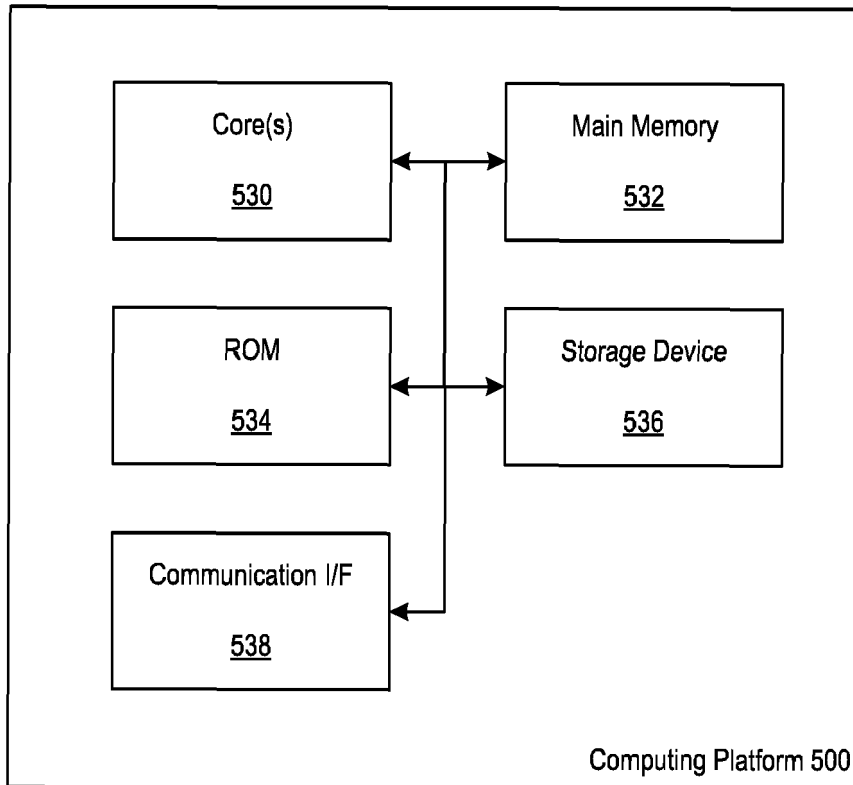 Core(s)
530
Main Memory
532
ROM
534
Storage Device
536
Communication I/F
538
Computing Platform 500